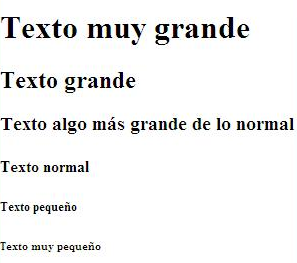 Texto muy grande
Texto grande
Texto algo más grande de lo normal
Texto normal
Texto pequeño
Texto muy pequeño